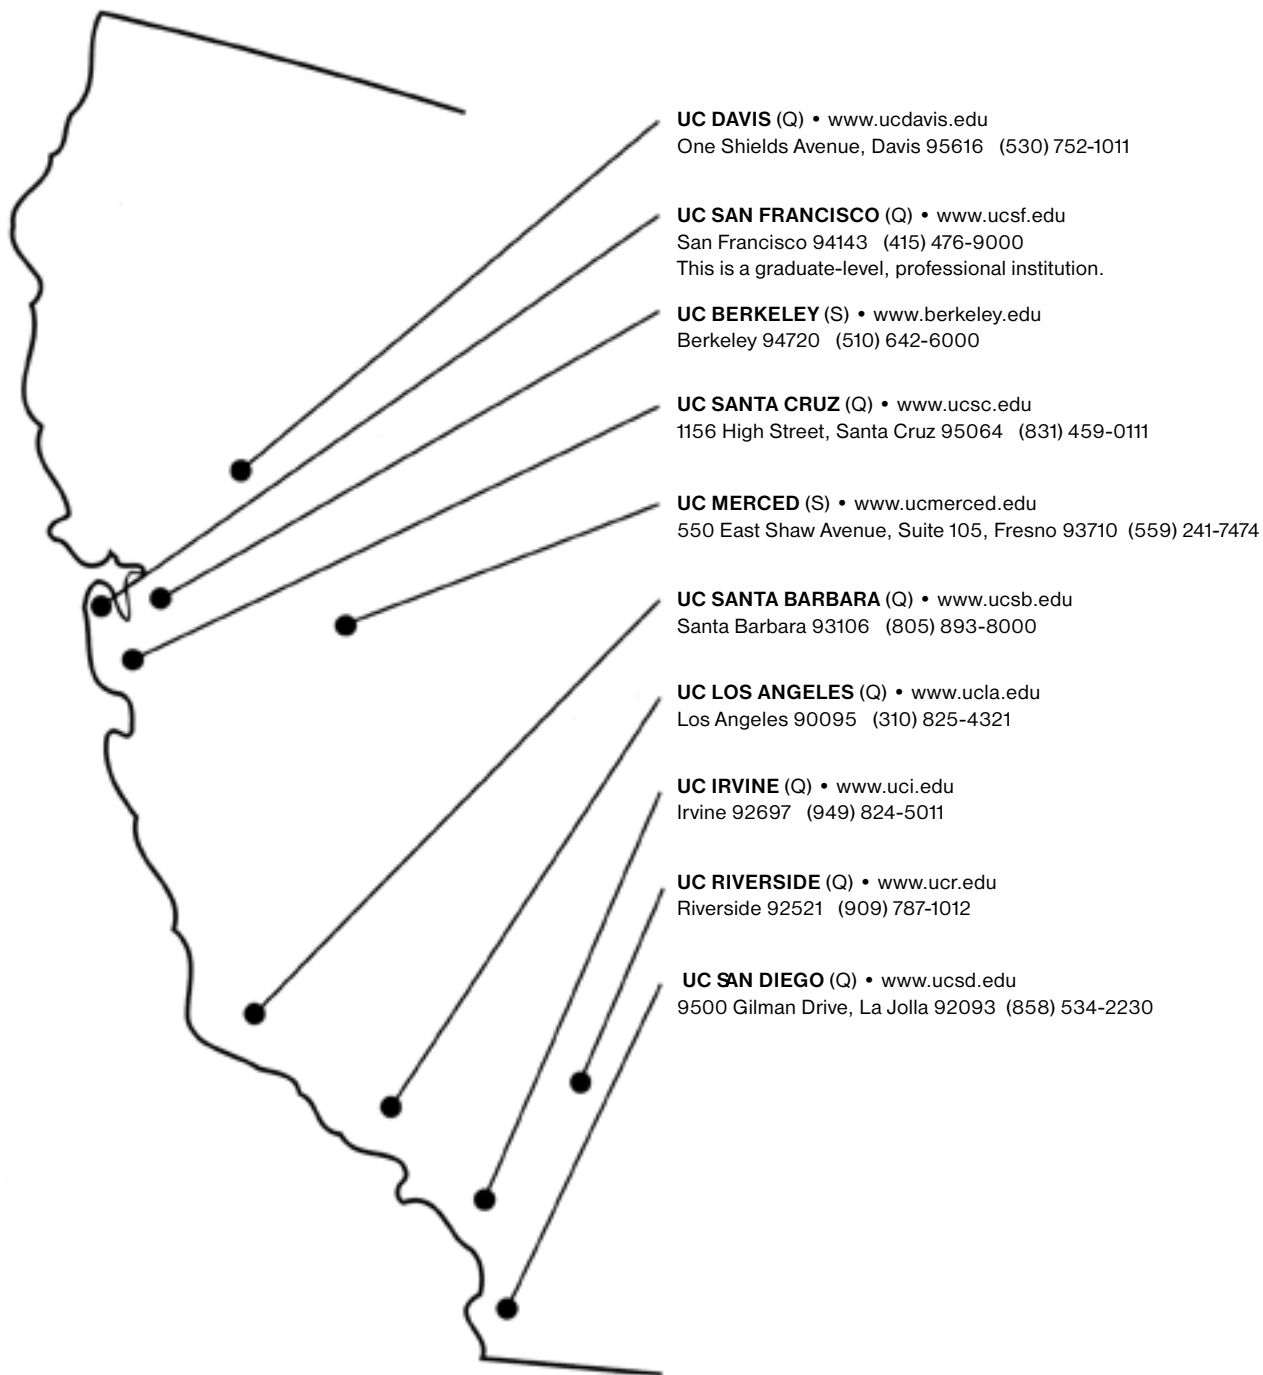 UC DAVIS (Q) • www.ucdavis.edu
One Shields Avenue, Davis 95616 (530) 752-1011
UC SAN FRANCISCO (Q) • www.ucsf.edu
San Francisco 94143 (415) 476-9000
This is a graduate-level, professional institution.
UC BERKELEY (S) • www.berkeley.edu
Berkeley 94720 (510) 642-6000
UC SANTA CRUZ (Q) • www.ucsc.edu
1156 High Street, Santa Cruz 95064 (831) 459-0111
UC MERCED (S) • www.ucmerced.edu
550 East Shaw Avenue, Suite 105, Fresno 93710 (559) 241-7474
UC SANTA BARBARA (Q) • www.ucsb.edu
Santa Barbara 93106 (805) 893-8000
UC LOS ANGELES (Q) • www.ucla.edu
Los Angeles 90095 (310) 825-4321
UC IRVINE (Q) • www.uci.edu
Irvine 92697 (949) 824-5011
UC RIVERSIDE (Q) • www.ucr.edu
Riverside 92521 (909) 787-1012
UC SAN DIEGO (Q) • www.ucsd.edu
9500 Gilman Drive, La Jolla 92093 (858) 534-2230